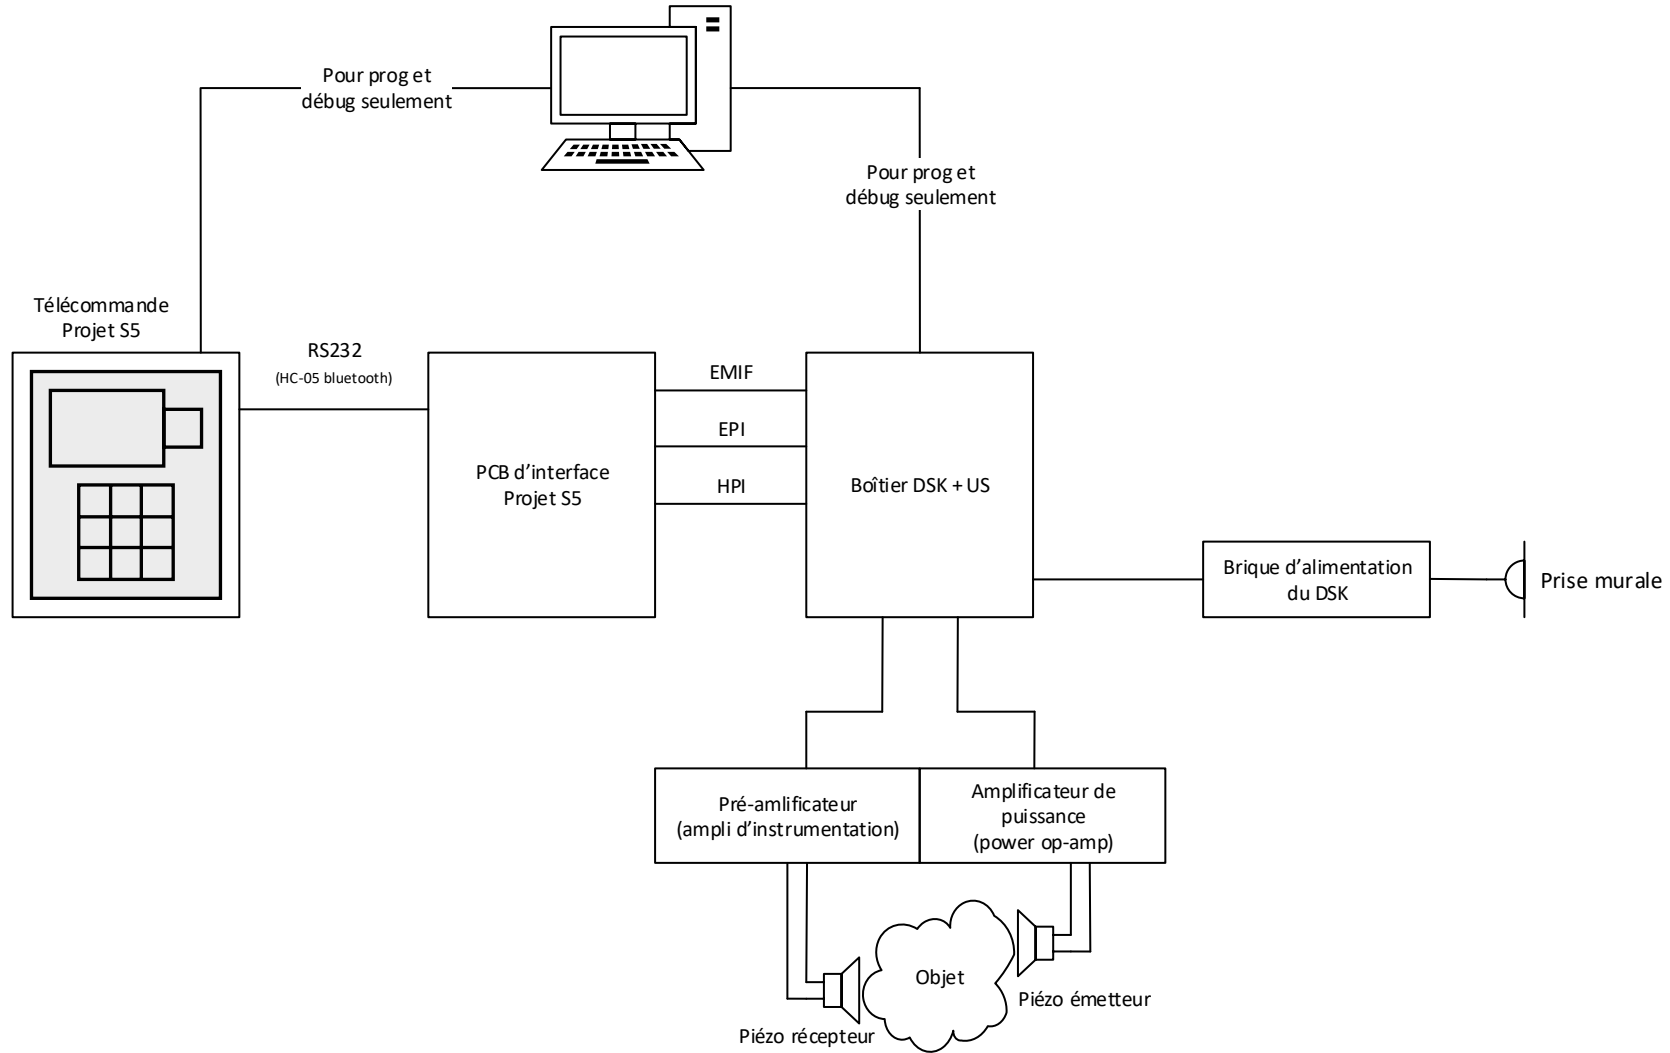 Pour prog et
débug seulement
Pour prog et
débug seulement
Télécommande
Projet S5
RS232
(HC-05 bluetooth)
EMIF
EPI
HPI
PCB d’interface
Projet S5
Boîtier DSK + US
Brique d’alimentation
du DSK
Prise murale
Pré-amlificateur
(ampli d’instrumentation)
Amplificateur de
puissance
(power op-amp)
Objet
Piézo émetteur
Piézo récepteur